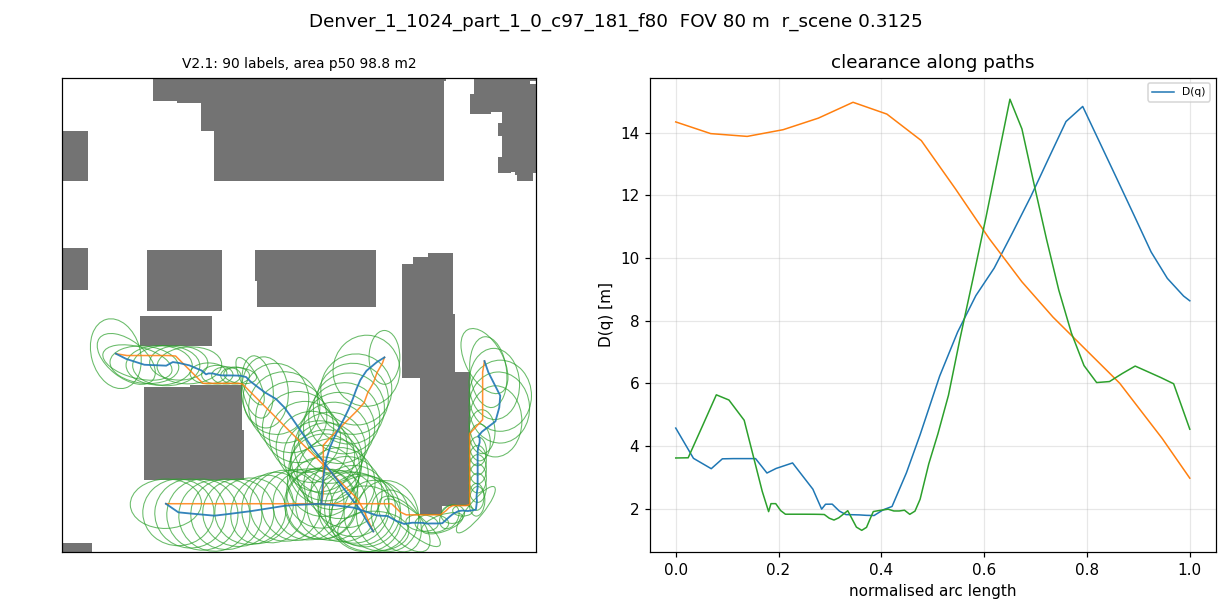 Denver_1_1024_part_1_0_c97_181_f80  FOV 80 m  r_scene 0.3125
V2.1: 90 labels, area p50 98.8 m2
clearance along paths
D(q)
14
12
10
8
6
4
2
D(q) [m]
0.0 0.2 0.4 0.6 0.8 1.0
normalised arc length